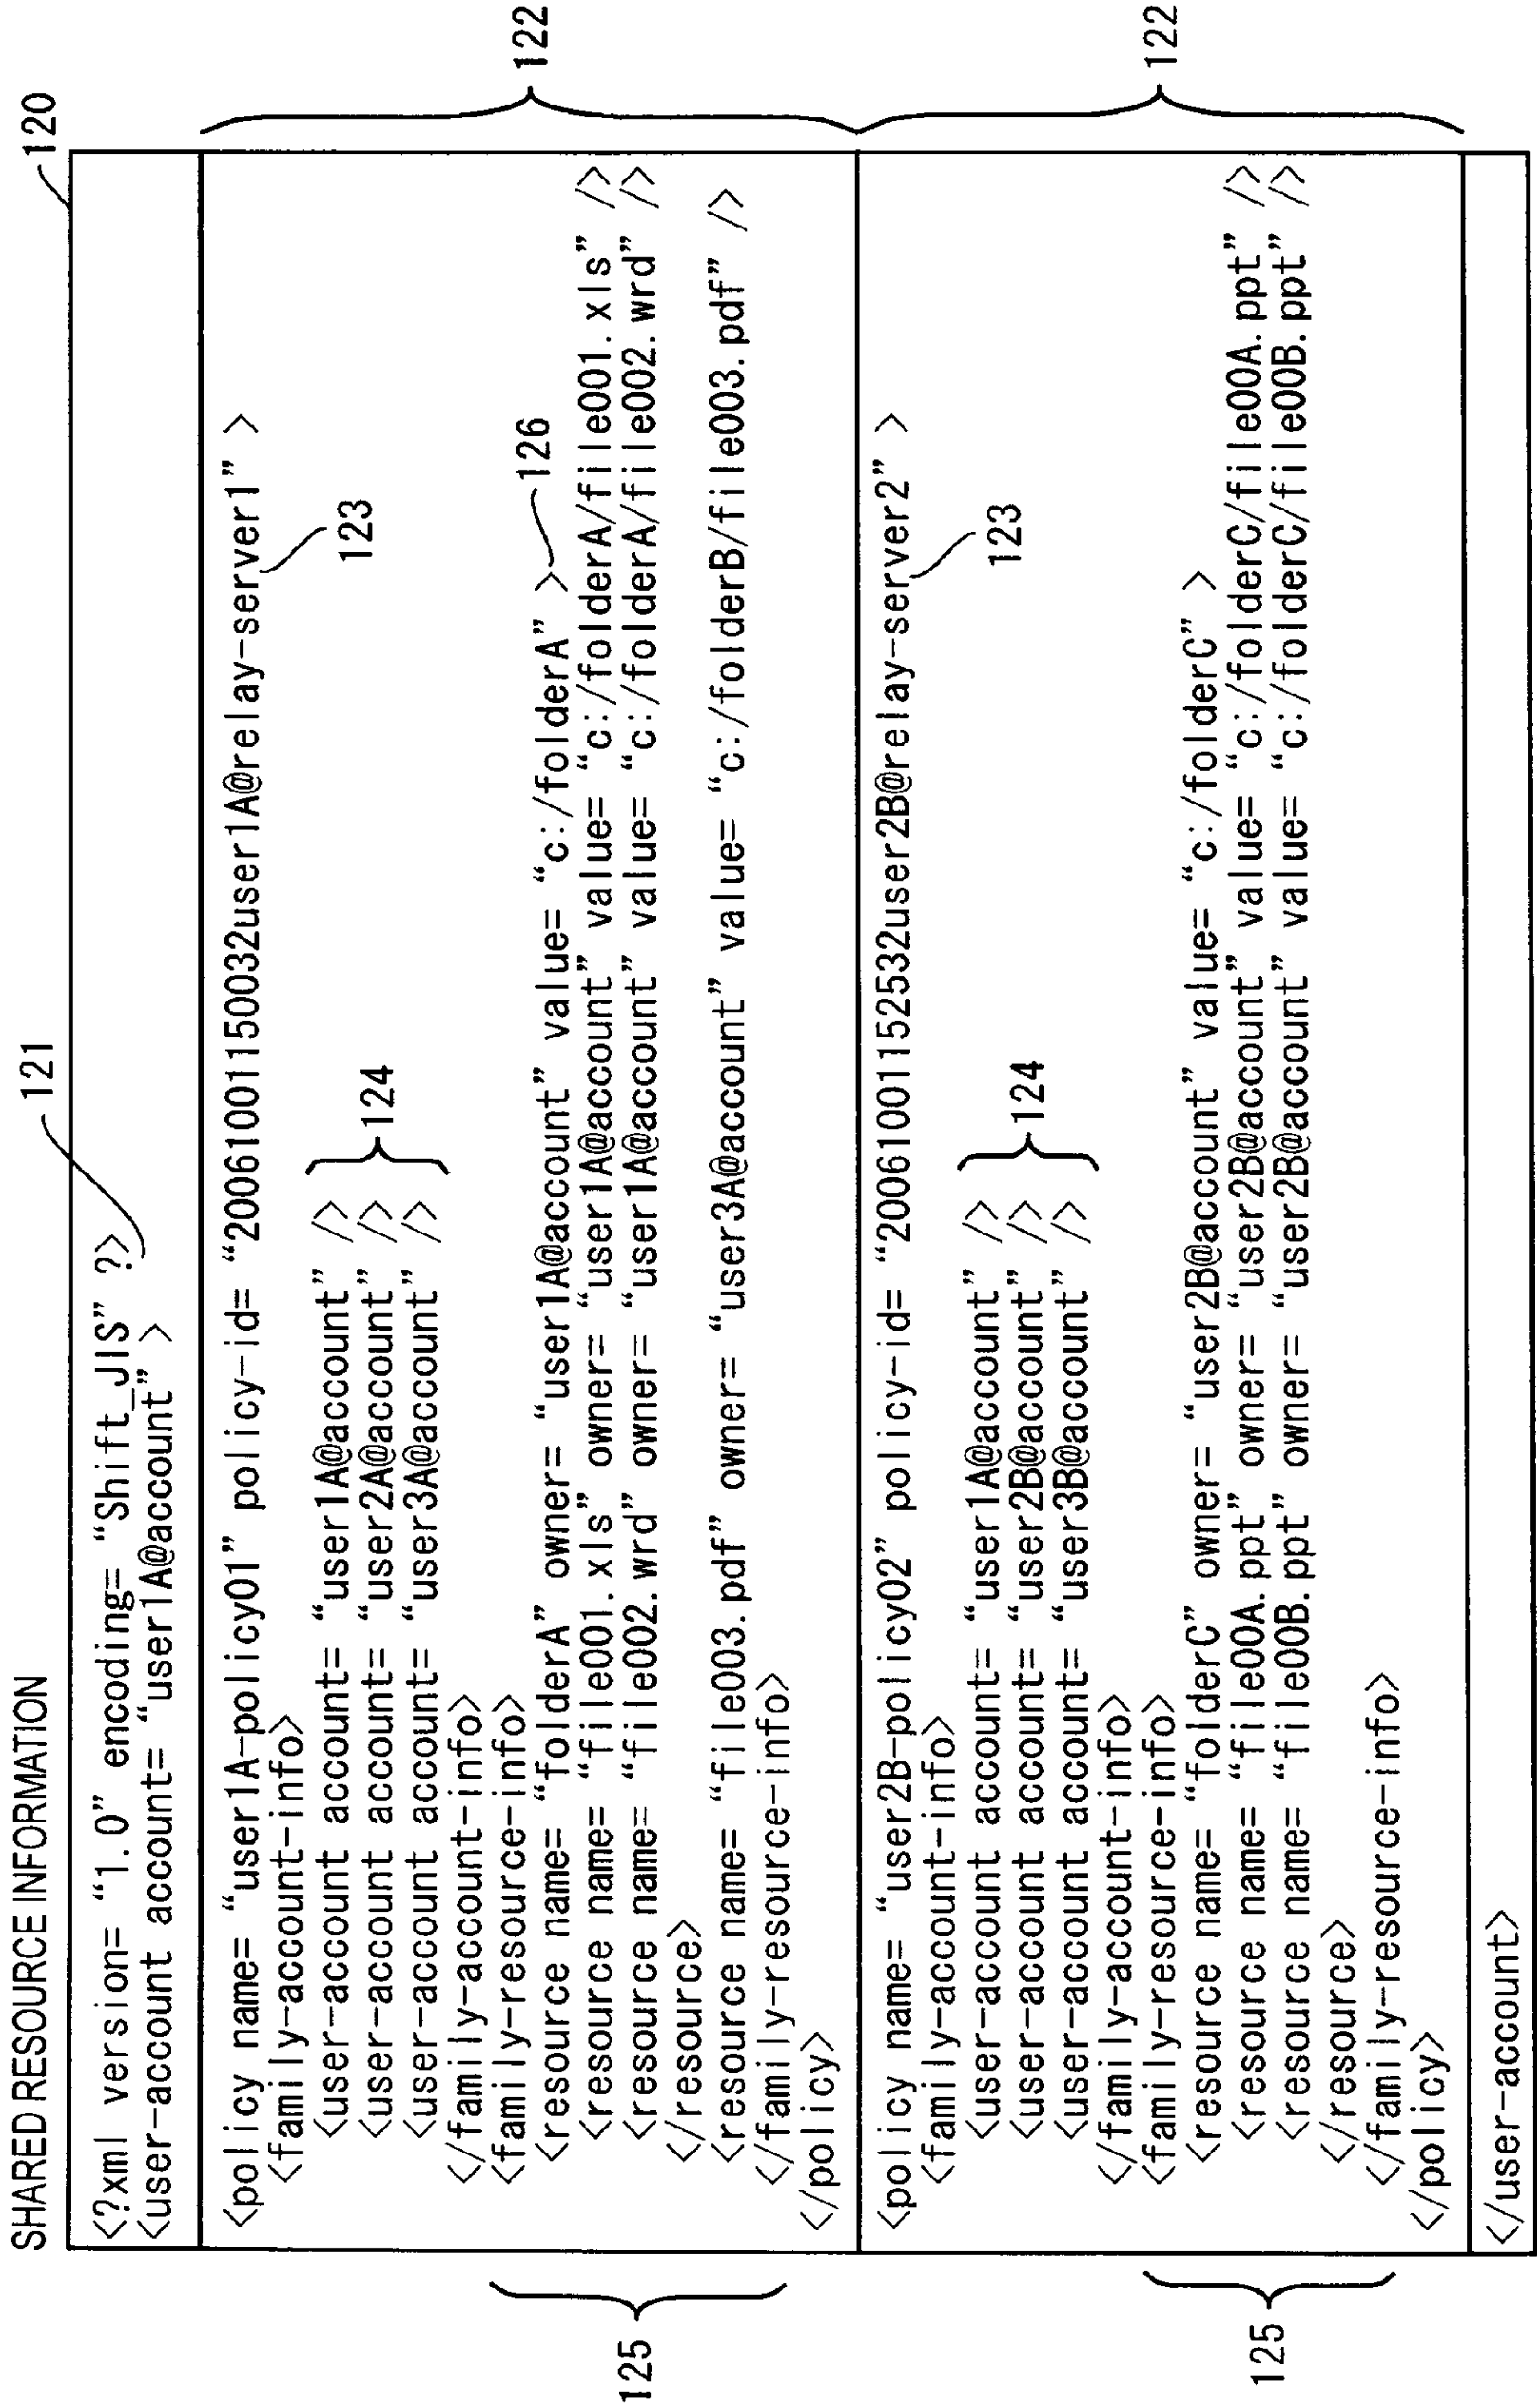 SHARED RESOURCE INFORMATION
120
121
<?xml version= “1.0” encoding= “Shift_JIS” ?>
<user-account account= “user1A@account” >
<policy name= “user1A-policy01” policy-id= “20061001150032user1A@relay-server1” >
123
<family-account-info>
<user-account account= “user1A@account” />
<user-account account= “user2A@account” />
<user-account account= “user3A@account” />
124
</family-account-info>
<family-resource-info>
<resource name= “folderA” owner= “user1A@account” value= “c:/folderA” >
126
<resource name= “file001.xls” owner= “user1A@account” value= “c:/folderA/file001.xls” />
<resource name= “file002.wrd” owner= “user1A@account” value= “c:/folderA/file002.wrd” />
</resource>
<resource name= “file003.pdf” owner= “user3A@account” value= “c:/folderB/file003.pdf” />
</family-resource-info>
</policy>
122
125
<policy name= “user2B-policy02” policy-id= “20061001152532user2B@relay-server2” >
123
<family-account-info>
<user-account account= “user1A@account” />
<user-account account= “user2B@account” />
<user-account account= “user3B@account” />
124
</family-account-info>
<family-resource-info>
<resource name= “folderC” owner= “user2B@account” value= “c:/folderC” >
<resource name= “file00A.ppt” owner= “user2B@account” value= “c:/folderC/file00A.ppt” />
<resource name= “file00B.ppt” owner= “user2B@account” value= “c:/folderC/file00B.ppt” />
</resource>
</family-resource-info>
</policy>
122
125
</user-account>